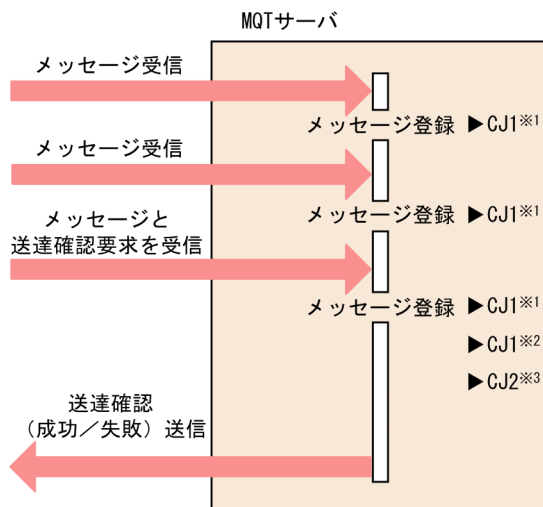 MQTサーバ
メッセージ受信
メッセージ登録 ▶CJ1※1
メッセージ受信
メッセージ登録 ▶CJ1※1
メッセージと
送達確認要求を受信
メッセージ登録 ▶CJ1※1
▶CJ1※2
▶CJ2※3
送達確認
（成功／失敗）送信